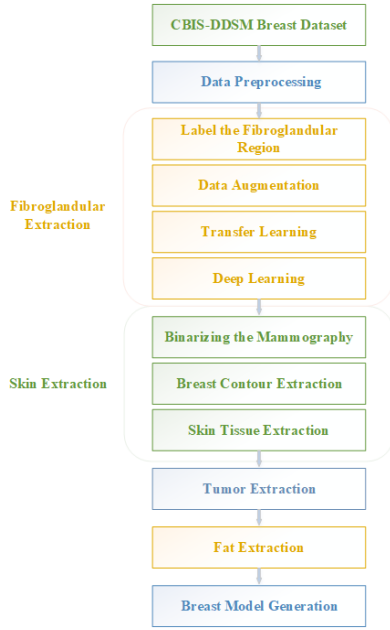 CBIS-DDSM Breast Dataset
Data Preprocessing
Fibroglandular
Extraction
Label the Fibroglandular
Region
Data Augmentation
Transfer Learning
Deep Learning
Skin Extraction
Binarizing the Mammography
Breast Contour Extraction
Skin Tissue Extraction
Tumor Extraction
Fat Extraction
Breast Model Generation